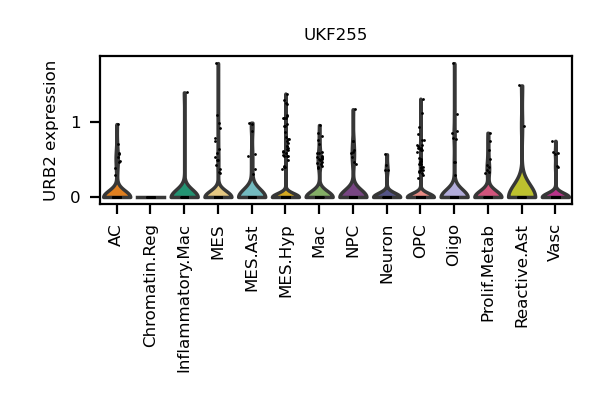 UKF255
URB2 expression
1
0
AC
Chromatin.Reg
Inflammatory.Mac
MES
MES.Ast
MES.Hyp
Mac
NPC
Neuron
OPC
Oligo
Prolif.Metab
Reactive.Ast
Vasc